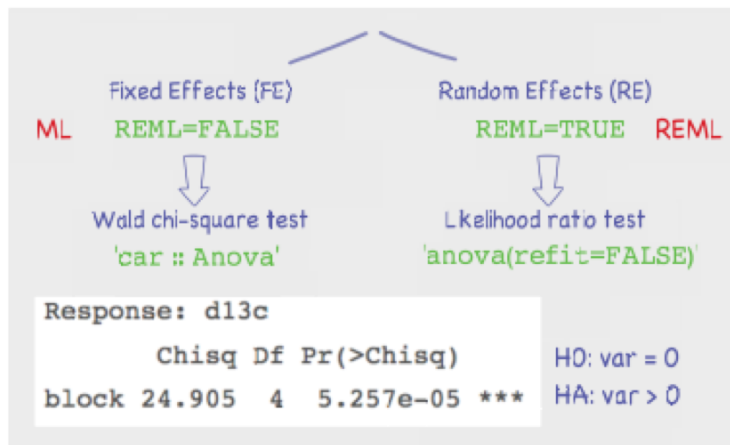 Fixed Effects (FE)
Random Effects (RE)
ML REML=FALSE
REML=TRUE REML
Wald chi-square test
Likelihood ratio test
'car :: Anova'
'anova(refit=FALSE)'
Response: d13c
Chisq Df Pr(>Chisq)
block 24.905 4 5.257e-05 ***
H0: var = 0
HA: var > 0